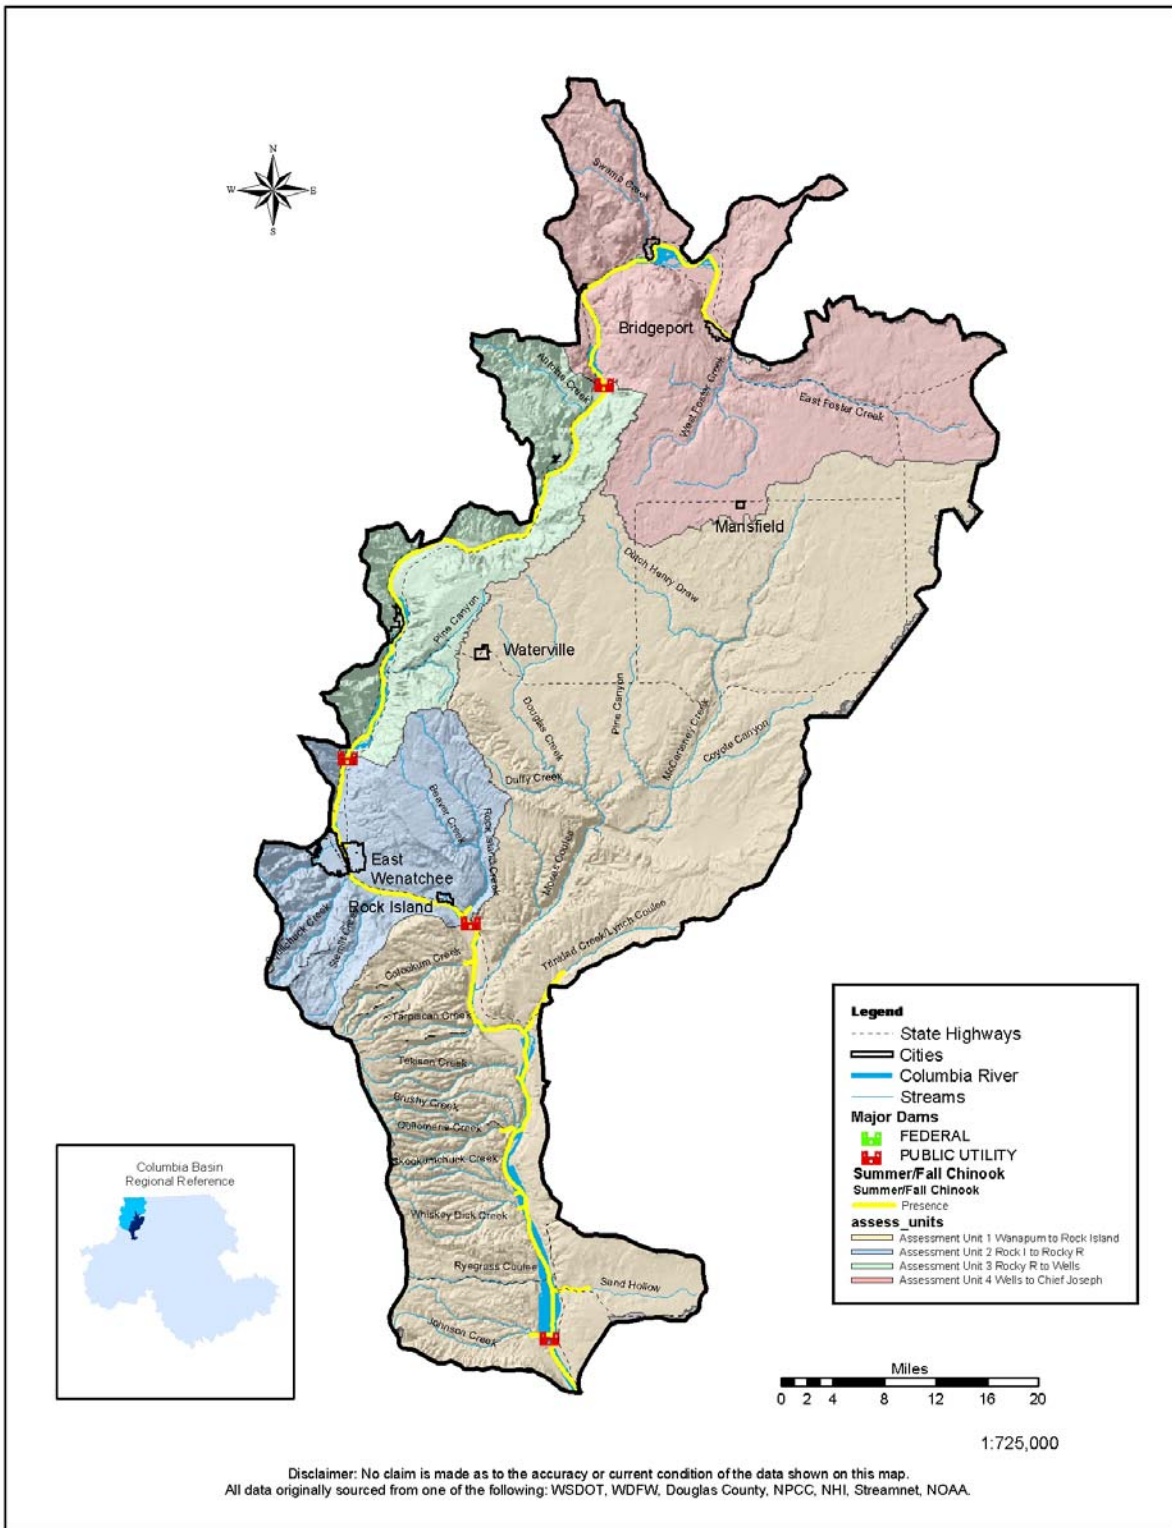 N
W E
S
Swamp Creek
Bridgeport
Antoine Creek
West Foster Creek
East Foster Creek
Mansfield
Dutch Henry Draw
Pine Canyon
Waterville
Douglas Creek
Pine Canyon
McCarteney Creek
Coyote Canyon
Duffy Creek
Beaver Creek
Rock Island Creek
Moses Coulee
East
Wenatchee
Rock Island
Squilchuck Creek
Stemilt Creek
Trinidad Creek/Lynch Coulee
Colockum Creek
Tarpiscan Creek
Tekison Creek
Brushy Creek
Quilomene Creek
Skookumchuck Creek
Whiskey Dick Creek
Ryegrass Coulee
Sand Hollow
Johnson Creek
Columbia Basin
Regional Reference
Legend
State Highways
Cities
Columbia River
Streams
Major Dams
FEDERAL
PUBLIC UTILITY
Summer/Fall Chinook
Summer/Fall Chinook
Presence
assess_units
Assessment Unit 1 Wanapum to Rock Island
Assessment Unit 2 Rock I to Rocky R
Assessment Unit 3 Rocky R to Wells
Assessment Unit 4 Wells to Chief Joseph
Miles
0 2 4 8 12 16 20
1:725,000
Disclaimer: No claim is made as to the accuracy or current condition of the data shown on this map.
All data originally sourced from one of the following: WSDOT, WDFW, Douglas County, NPCC, NHI, Streamnet, NOAA.